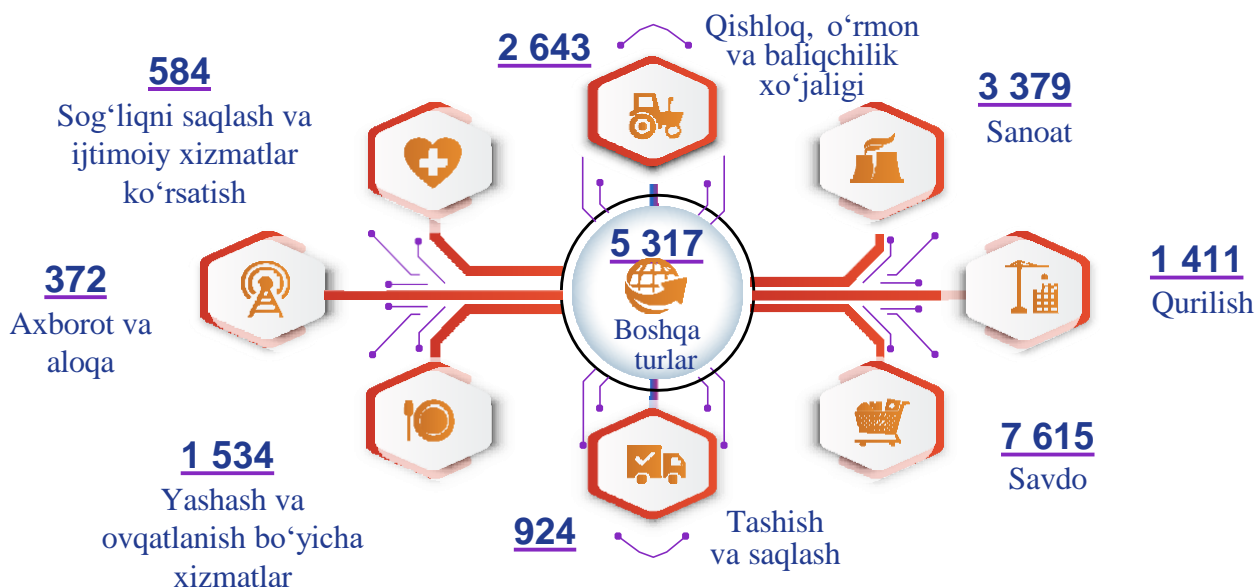 2 643
Qishloq, o‘rmon
va baliqchilik
xo‘jaligi
584
Sog‘liqni saqlash va
ijtimoiy xizmatlar
ko‘rsatish
3 379
Sanoat
5 317
Boshqa
turlar
372
Axborot va
aloqa
1 411
Qurilish
1 534
Yashash va
ovqatlanish bo‘yicha
xizmatlar
924
Tashish
va saqlash
7 615
Savdo